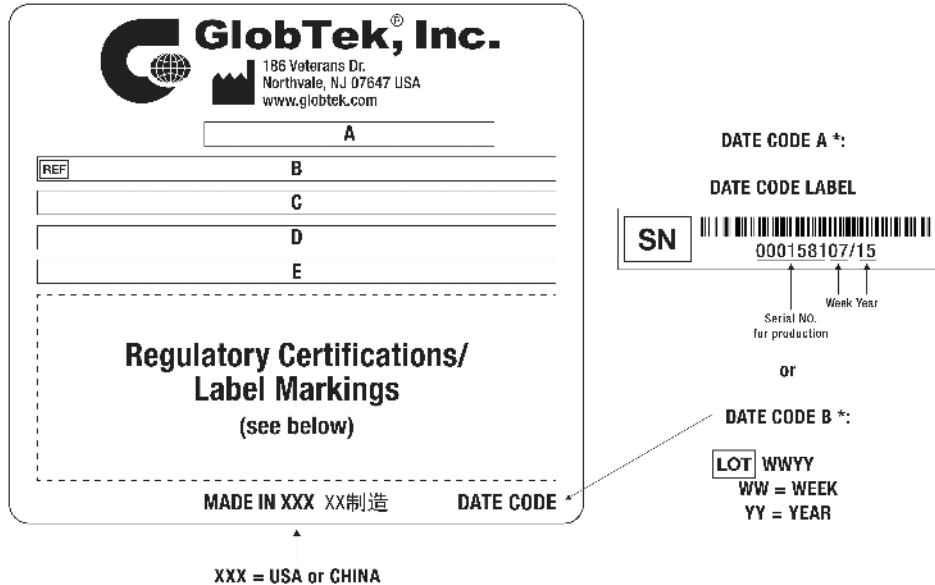 GlobTek,® Inc.
186 Veterans Dr.
Northvale, NJ 07647 USA
www.globtek.com
A
REF B
C
D
E
Regulatory Certifications/
Label Markings
(see below)
MADE IN XXX XX制造 DATE CODE
XXX = USA or CHINA
DATE CODE A *:
DATE CODE LABEL
SN
00015810​7/15
Week Year
Serial NO.
for production
or
DATE CODE B *:
LOT WWYY
WW = WEEK
YY = YEAR